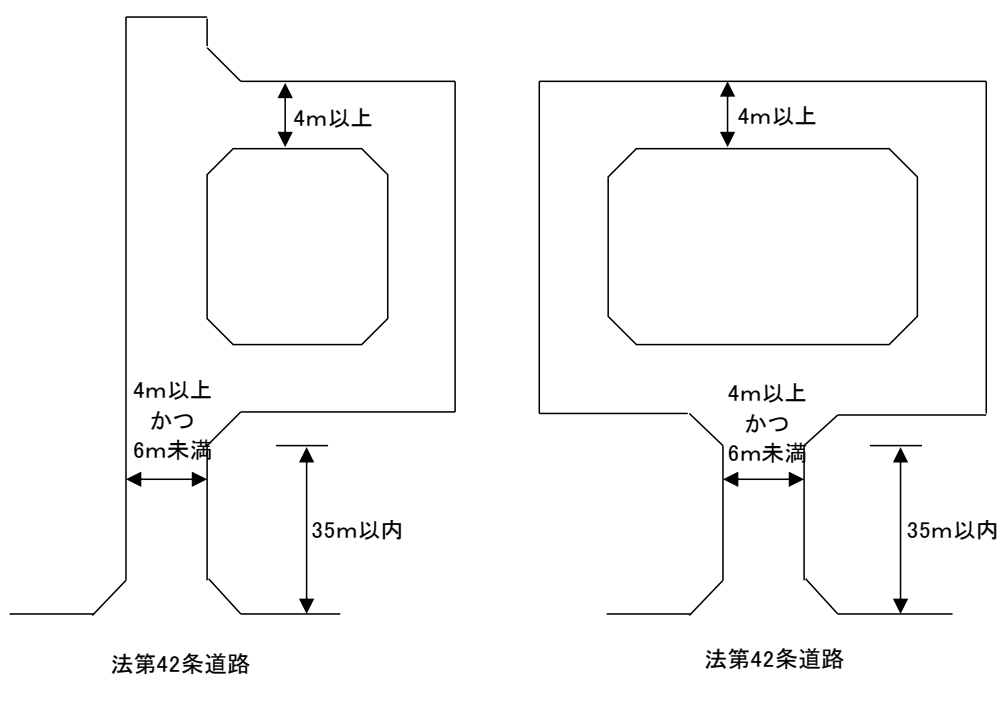 4ｍ以上
4ｍ以上
かつ
6ｍ未満
35ｍ以内
法第42条道路
4ｍ以上
4ｍ以上
かつ
6ｍ未満
35ｍ以内
法第42条道路